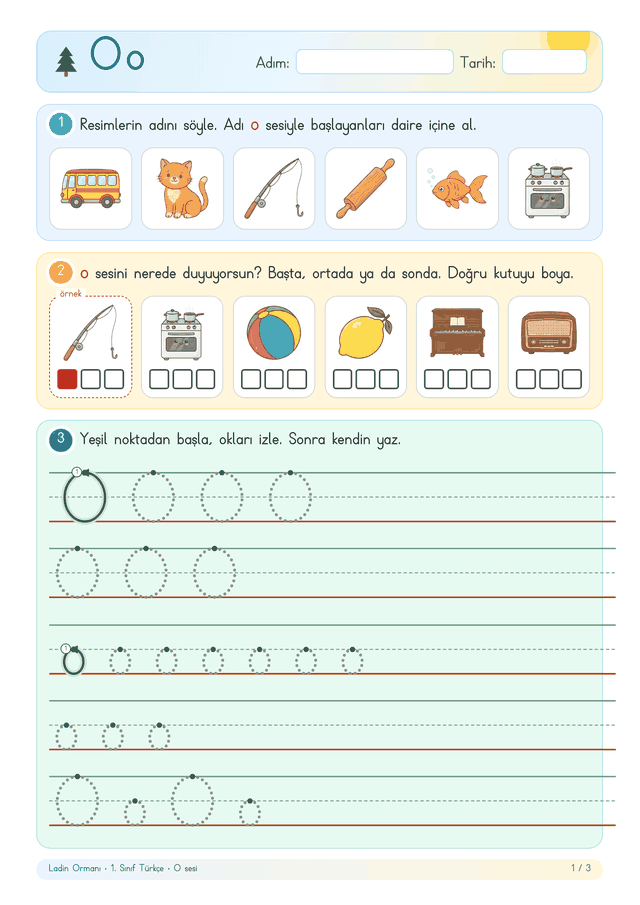 O o
Adım:
Tarih:
1 Resimlerin adını söyle. Adı o sesiyle başlayanları daire içine al.
2 o sesini nerede duyuyorsun? Başta, ortada ya da sonda. Doğru kutuyu boya.
örnek
3 Yeşil noktadan başla, okları izle. Sonra kendin yaz.
1 O O O O
O O O
1 o o o o o o o
o o o
O o O o
Ladin Ormanı • 1. Sınıf Türkçe • O sesi
1 / 3